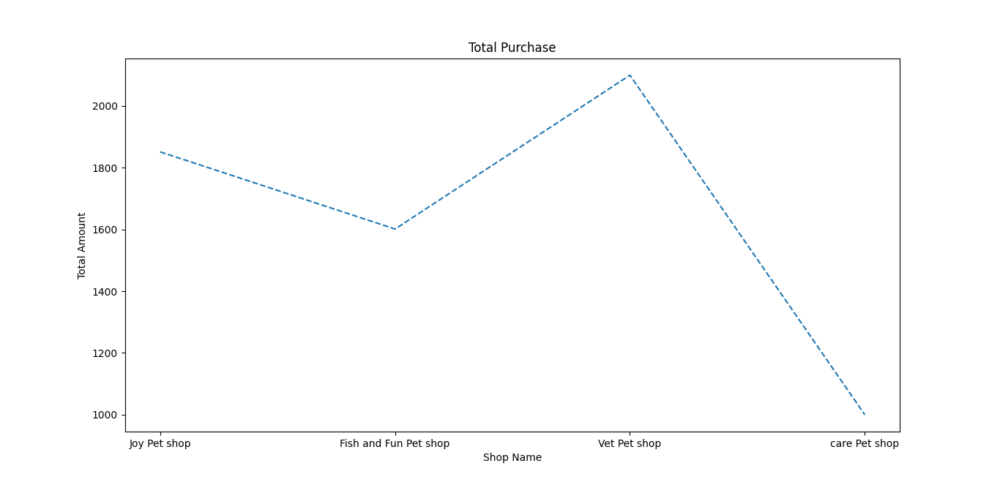 Total Purchase
Total Amount
2000
1800
1600
1400
1200
1000
Joy Pet shop
Fish and Fun Pet shop
Vet Pet shop
care Pet shop
Shop Name